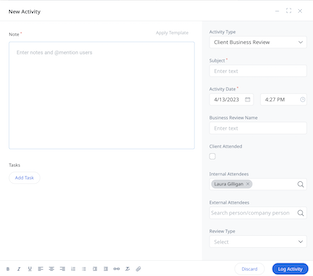 New Activity
Note *
Apply Template
Enter notes and @mention users
Tasks
Add Task
Activity Type
Client Business Review
Subject *
Enter text
Activity Date *
4/13/2023
4:27 PM
Business Review Name
Enter text
Client Attended
Internal Attendees
Laura Gilligan ×
External Attendees
Search person/company person
Review Type
Select
B I U
Discard
Log Activity